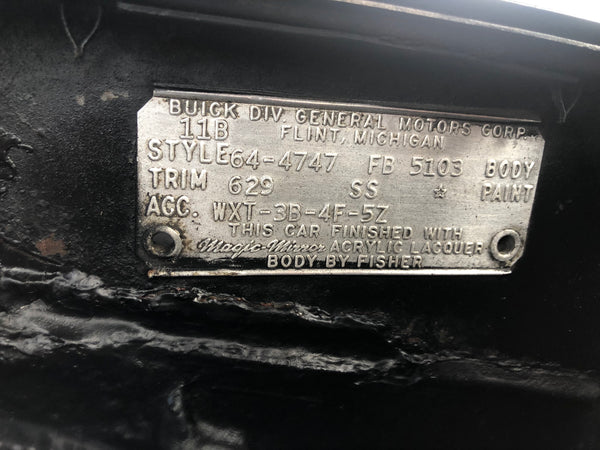 BUICK DIV. GENERAL MOTORS CORP.
11B FLINT, MICHIGAN
STYLE 64-4747 FB 5103 BODY
TRIM 629 SS ☆ PAINT
ACC. WXT-3B-4F-5Z
THIS CAR FINISHED WITH
Magic-Mirror ACRYLIC LACQUER
BODY BY FISHER